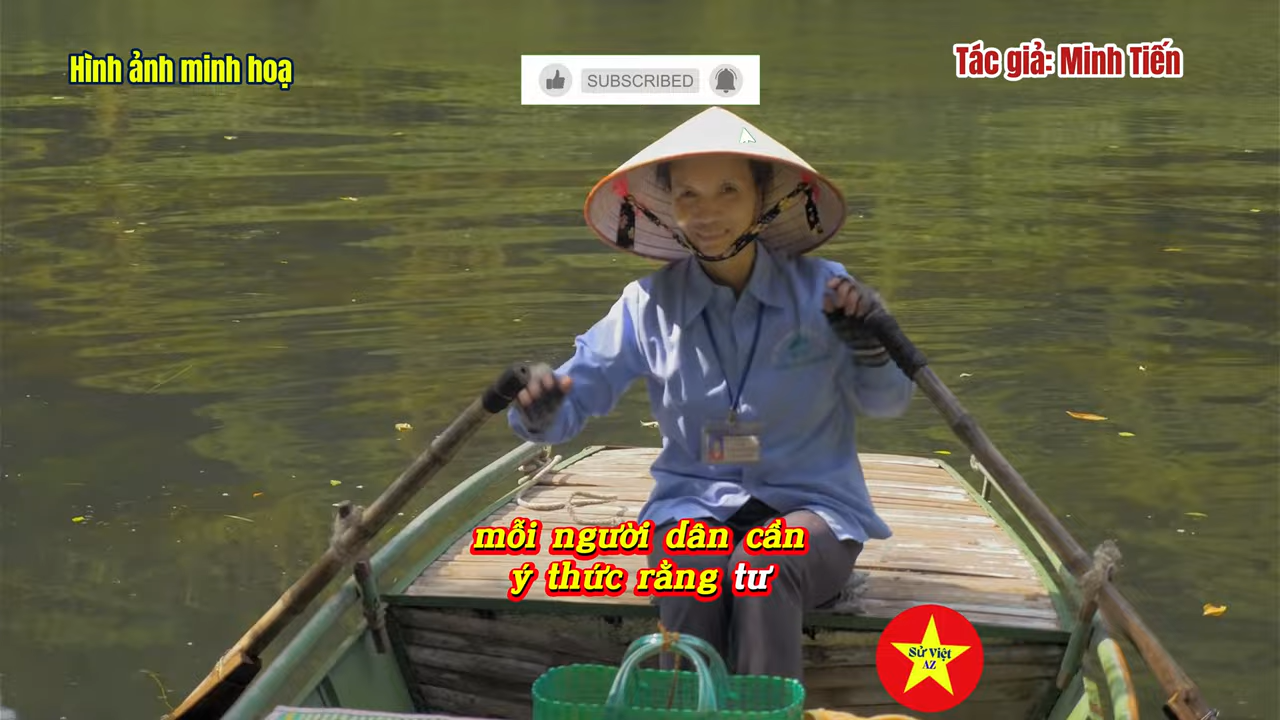 Hình ảnh minh hoạ
SUBSCRIBED
Tác giả: Minh Tiến
mỗi người dân cần
ý thức rằng tư
Sử Việt
AZ